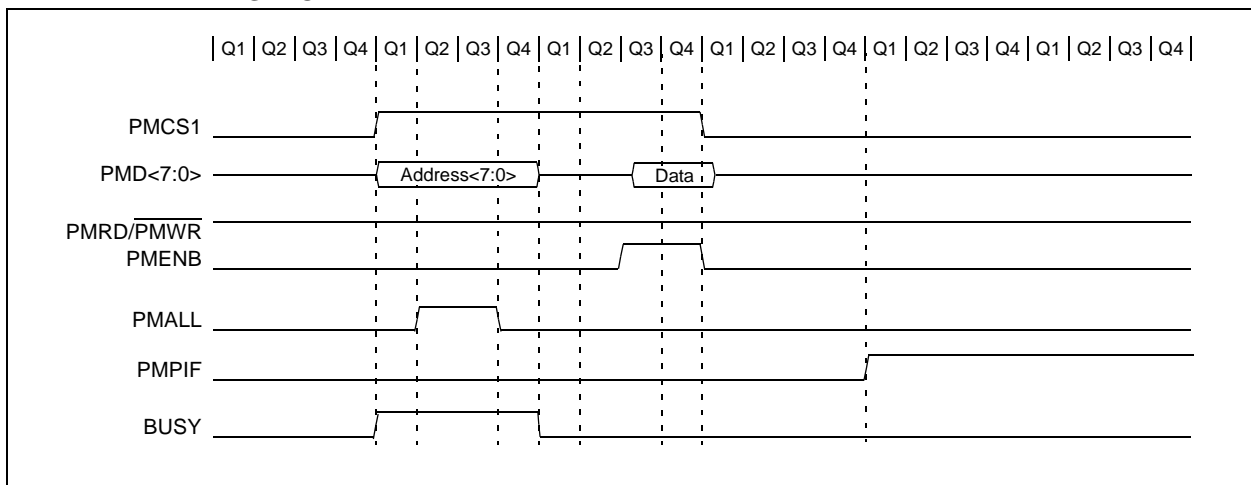 Q1 Q2 Q3 Q4 Q1 Q2 Q3 Q4 Q1 Q2 Q3 Q4 Q1 Q2 Q3 Q4 Q1 Q2 Q3 Q4 Q1 Q2 Q3 Q4
PMCS1
PMD<7:0> Address<7:0> Data
PMRD/PMWR
PMENB
PMALL
PMPIF
BUSY